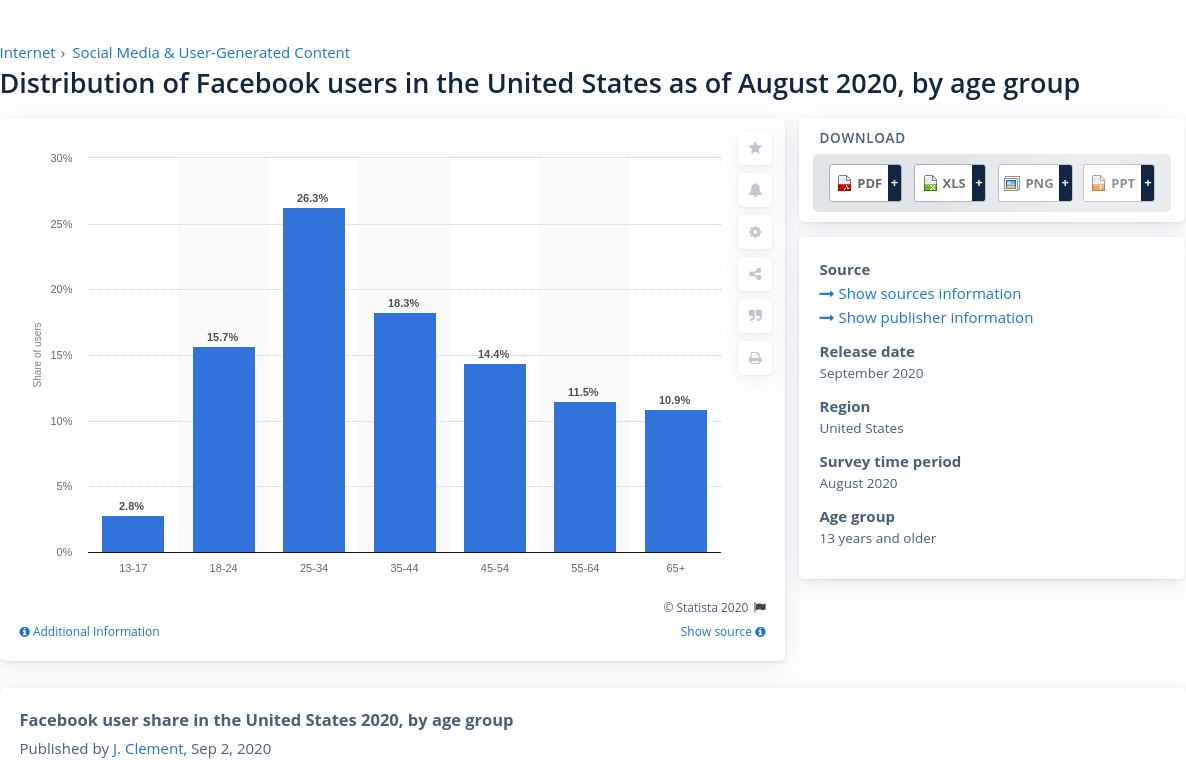 Internet › Social Media & User-Generated Content
Distribution of Facebook users in the United States as of August 2020, by age group
30%
25%
20%
15%
10%
5%
0%
Share of users
2.8%
15.7%
26.3%
18.3%
14.4%
11.5%
10.9%
13-17
18-24
25-34
35-44
45-54
55-64
65+
© Statista 2020
Additional Information
Show source
DOWNLOAD
PDF + XLS + PNG + PPT +
Source
Show sources information
Show publisher information
Release date
September 2020
Region
United States
Survey time period
August 2020
Age group
13 years and older
Facebook user share in the United States 2020, by age group
Published by J. Clement, Sep 2, 2020